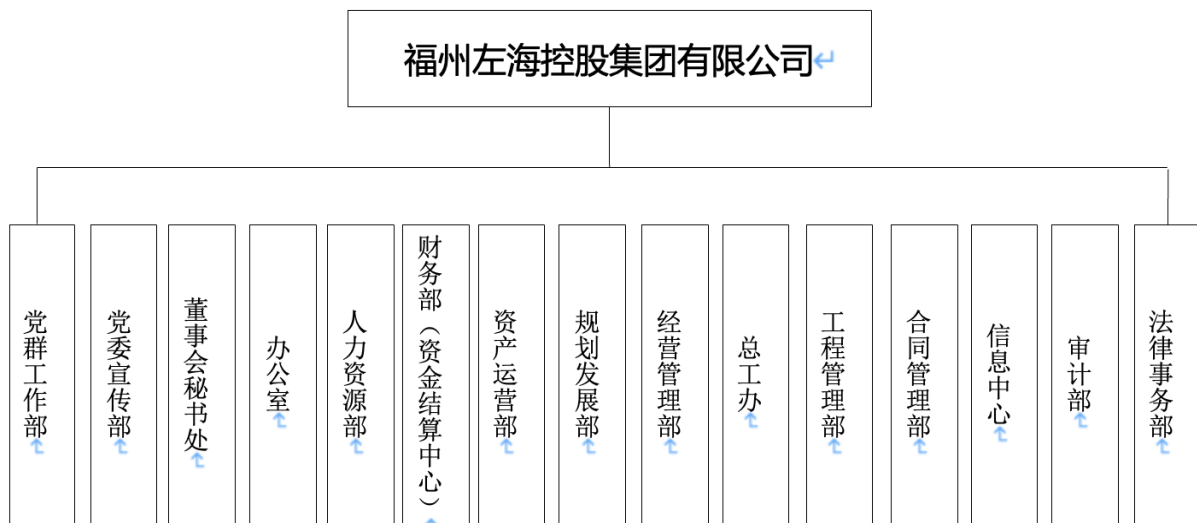 福州左海控股集团有限公司
党群工作部
党委宣传部
董事会秘书处
办公室
人力资源部
财务部（资金结算中心）
资产运营部
规划发展部
经营管理部
总工办
工程管理部
合同管理部
信息中心
审计部
法律事务部